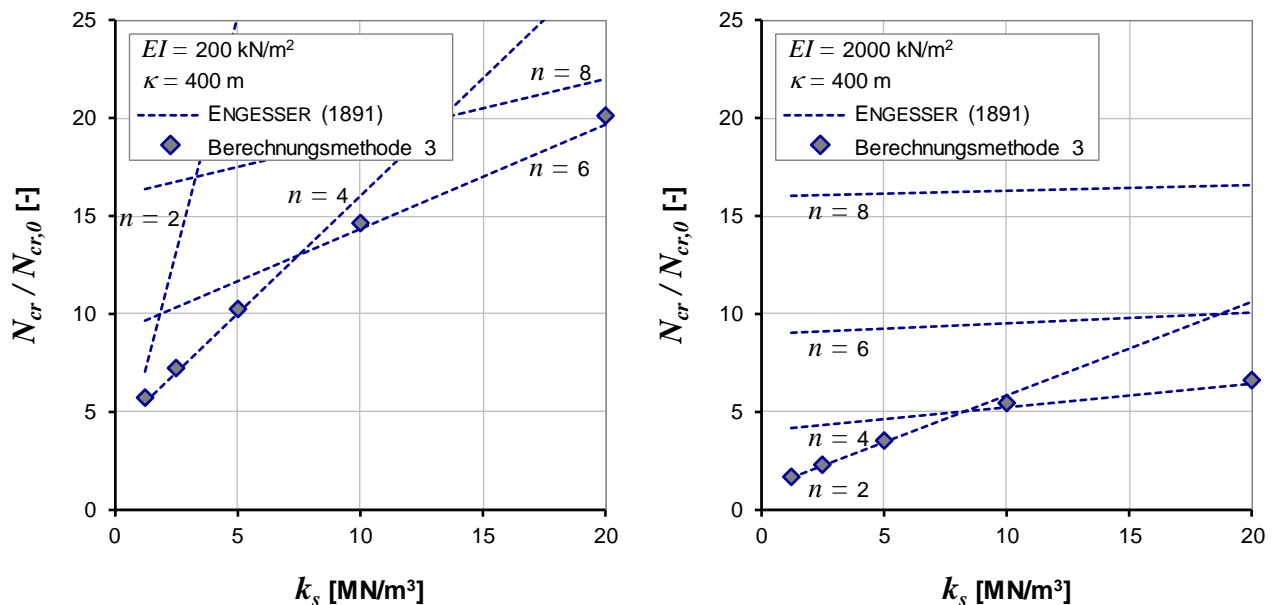 25
20
15
10
5
0
0
5
10
15
20
N_cr / N_cr,0 [-]
k_s [MN/m³]
EI = 200 kN/m²
κ = 400 m
ENGESSER (1891)
Berechnungsmethode 3
n = 8
n = 6
n = 4
n = 2
25
20
15
10
5
0
0
5
10
15
20
N_cr / N_cr,0 [-]
k_s [MN/m³]
EI = 2000 kN/m²
κ = 400 m
ENGESSER (1891)
Berechnungsmethode 3
n = 8
n = 6
n = 4
n = 2